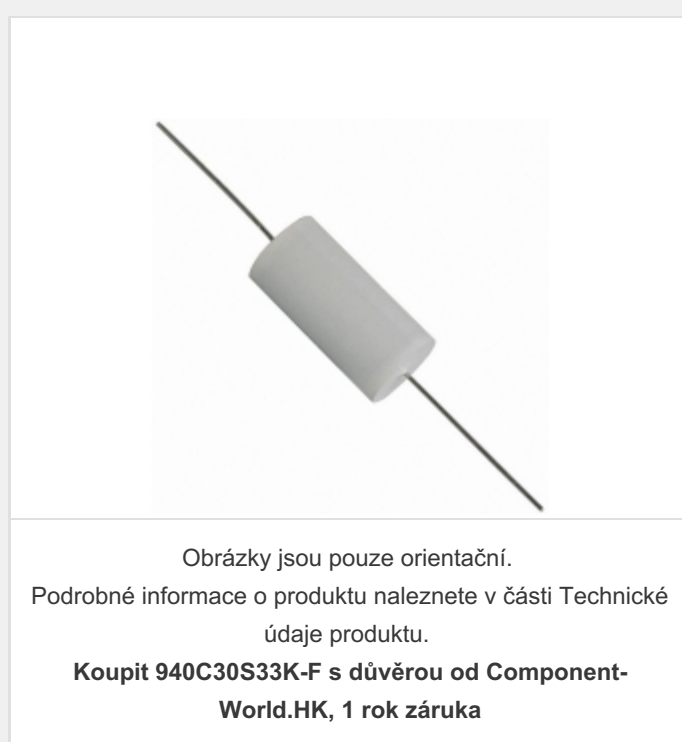 Obrázky jsou pouze orientační.
Podrobné informace o produktu naleznete v části Technické
údaje produktu.
Koupit 940C30S33K-F s důvěrou od Component-
World.HK, 1 rok záruka